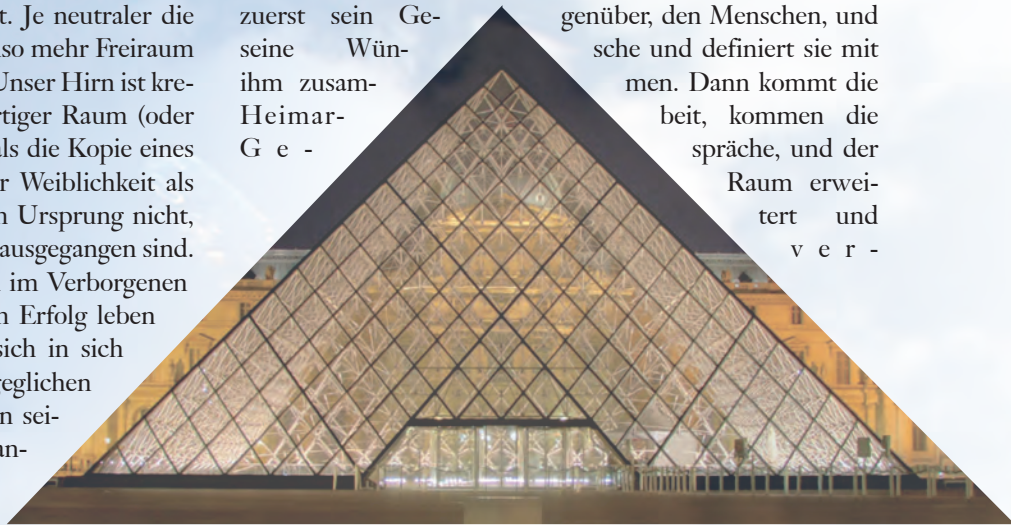 t. Je neutraler die
so mehr Freiraum
Unser Hirn ist kre-
rtiger Raum (oder
als die Kopie eines
r Weiblichkeit als
n Ursprung nicht,
ausgegangen sind.
im Verborgenen
n Erfolg leben
sich in sich
reglichen
n sei-
an-
zuerst sein Ge-genüber, den Menschen, und
seine Wün-sche und definiert sie mit
ihm zusam-men. Dann kommt die
Heimar-beit, kommen die
Ge-spräche, und der
Raum erwei-
tert und
ver-